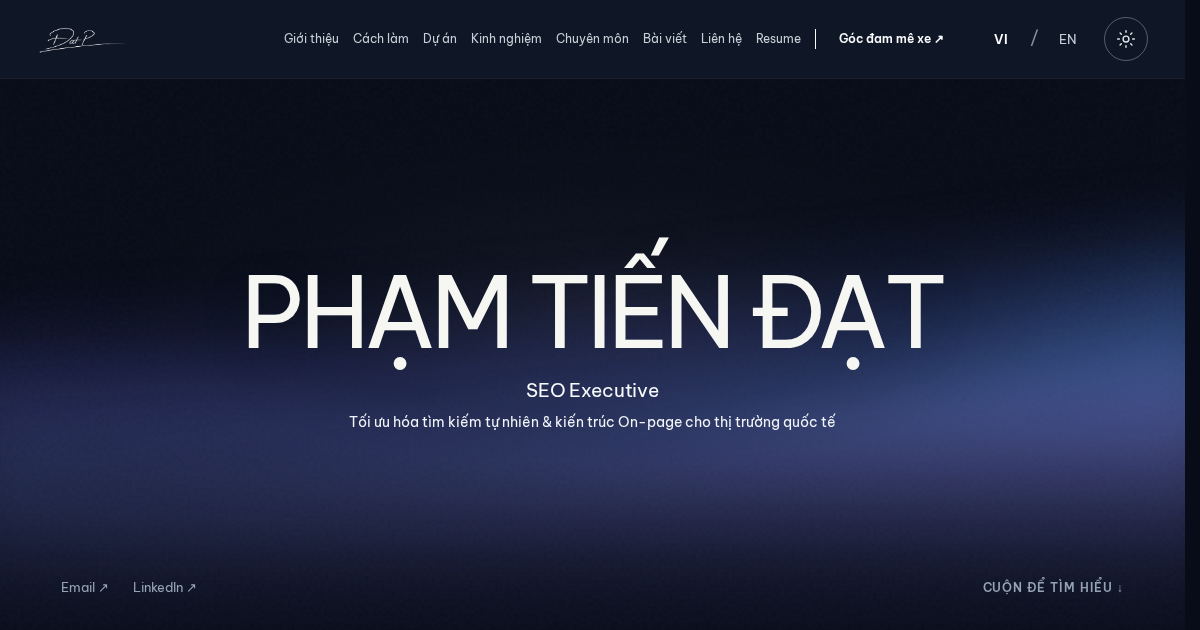 Đạt P
Giới thiệu Cách làm Dự án Kinh nghiệm Chuyên môn Bài viết Liên hệ Resume Góc đam mê xe ↗ VI / EN
PHẠM TIẾN ĐẠT
SEO Executive
Tối ưu hóa tìm kiếm tự nhiên & kiến trúc On-page cho thị trường quốc tế
Email ↗ LinkedIn ↗ CUỘN ĐỂ TÌM HIỂU ↓